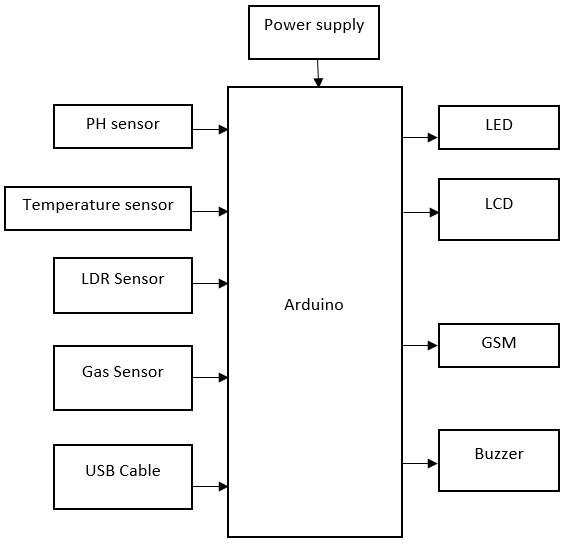 Power supply
PH sensor
LED
Temperature sensor
LCD
LDR Sensor
Arduino
GSM
Gas Sensor
Buzzer
USB Cable